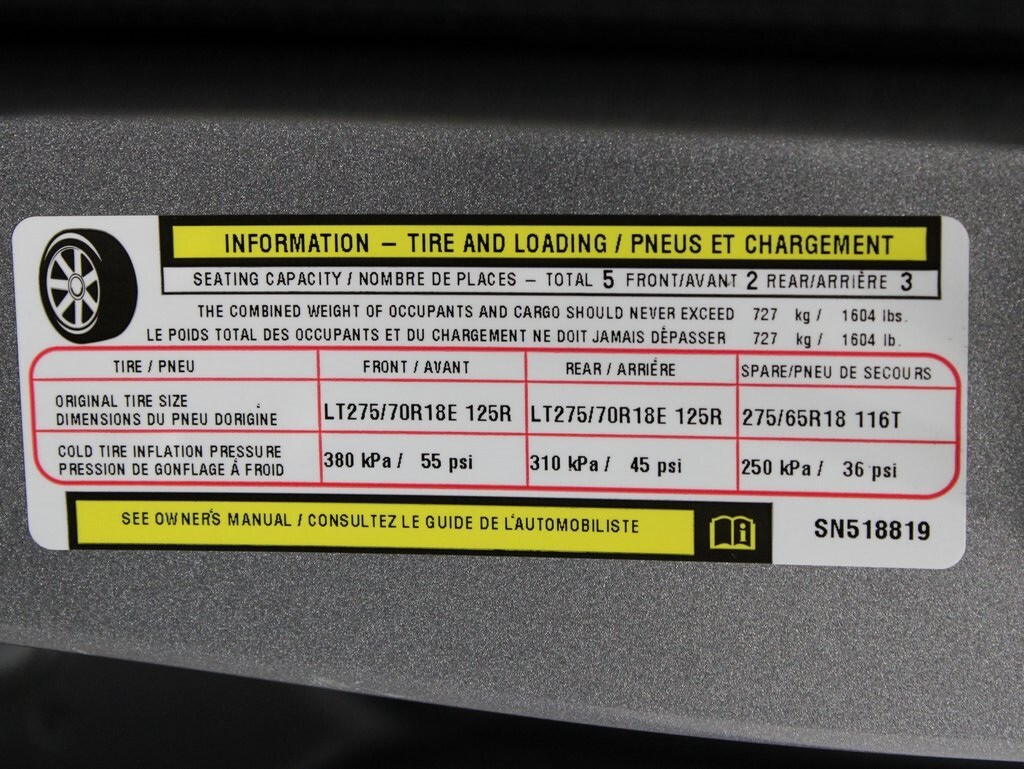 INFORMATION – TIRE AND LOADING / PNEUS ET CHARGEMENT
SEATING CAPACITY / NOMBRE DE PLACES – TOTAL 5 FRONT/AVANT 2 REAR/ARRIÈRE 3
THE COMBINED WEIGHT OF OCCUPANTS AND CARGO SHOULD NEVER EXCEED 727 kg / 1604 lbs.
LE POIDS TOTAL DES OCCUPANTS ET DU CHARGEMENT NE DOIT JAMAIS DÉPASSER 727 kg / 1604 lb.
TIRE / PNEU FRONT / AVANT REAR / ARRIÉRE SPARE/PNEU DE SECOURS
ORIGINAL TIRE SIZE
DIMENSIONS DU PNEU DORIGINE
LT275/70R18E 125R LT275/70R18E 125R 275/65R18 116T
COLD TIRE INFLATION PRESSURE
PRESSION DE GONFLAGE Â FROID
380 kPa / 55 psi 310 kPa / 45 psi 250 kPa / 36 psi
SEE OWNER'S MANUAL / CONSULTEZ LE GUIDE DE L'AUTOMOBILISTE
SN518819